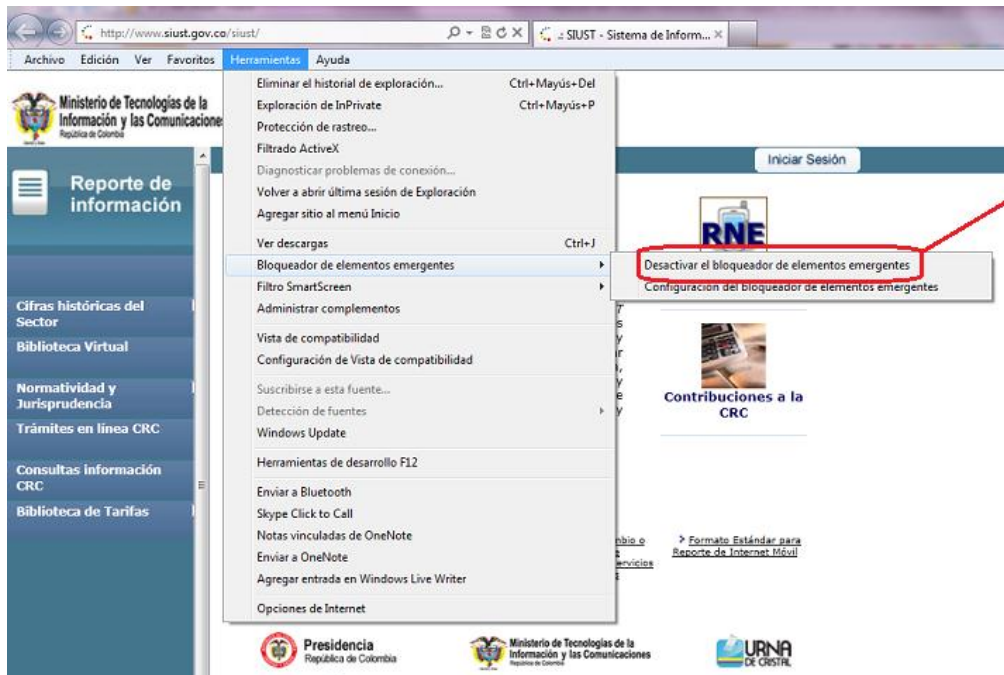 http://www.siust.gov.co/siust/
.: SIUST - Sistema de Inform...
Archivo Edición Ver Favoritos Herramientas Ayuda
Ministerio de Tecnologías de la
Información y las Comunicacione
República de Colombia
Reporte de
información
Cifras históricas del
Sector
Biblioteca Virtual
Normatividad y
Jurisprudencia
Trámites en línea CRC
Consultas información
CRC
Biblioteca de Tarifas
Eliminar el historial de exploración... Ctrl+Mayús+Del
Exploración de InPrivate Ctrl+Mayús+P
Protección de rastreo...
Filtrado ActiveX
Diagnosticar problemas de conexión...
Volver a abrir última sesión de Exploración
Agregar sitio al menú Inicio
Ver descargas Ctrl+J
Bloqueador de elementos emergentes
Filtro SmartScreen
Administrar complementos
Vista de compatibilidad
Configuración de Vista de compatibilidad
Suscribirse a esta fuente...
Detección de fuentes
Windows Update
Herramientas de desarrollo F12
Enviar a Bluetooth
Skype Click to Call
Notas vinculadas de OneNote
Enviar a OneNote
Agregar entrada en Windows Live Writer
Opciones de Internet
Desactivar el bloqueador de elementos emergentes
Configuración del bloqueador de elementos emergentes
Iniciar Sesión
RNE
Contribuciones a la
CRC
Formato Estándar para
Reporte de Internet Móvil
Presidencia
República de Colombia
Ministerio de Tecnologías de la
Información y las Comunicaciones
República de Colombia
URNA
DE CRISTAL